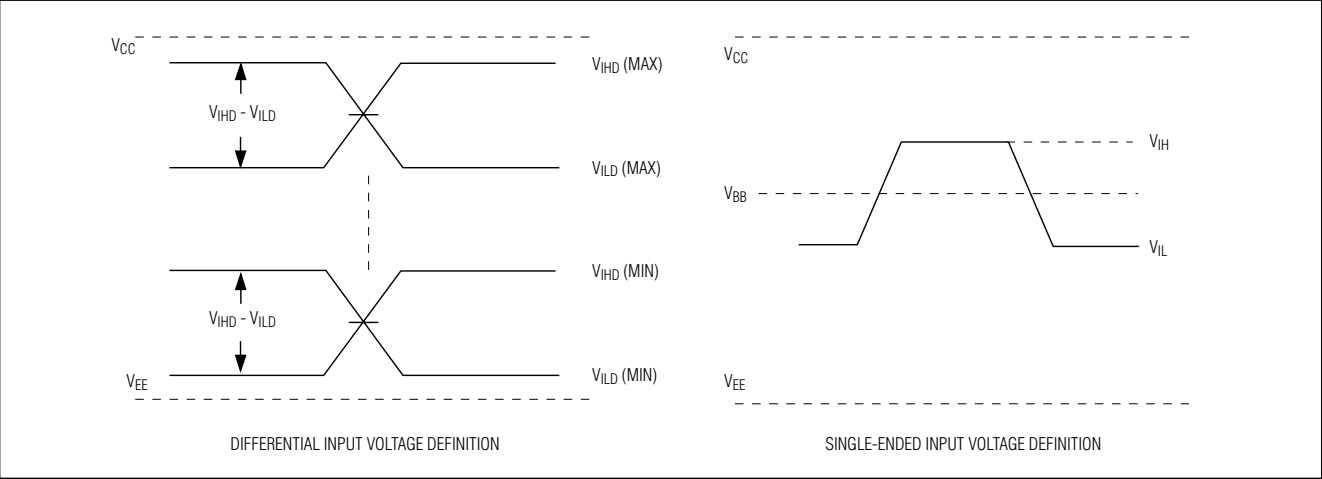 VCC
VIHD (MAX)
VIHD - VILD
VILD (MAX)
VIHD (MIN)
VIHD - VILD
VILD (MIN)
VEE
DIFFERENTIAL INPUT VOLTAGE DEFINITION
VCC
VIH
VBB
VIL
VEE
SINGLE-ENDED INPUT VOLTAGE DEFINITION